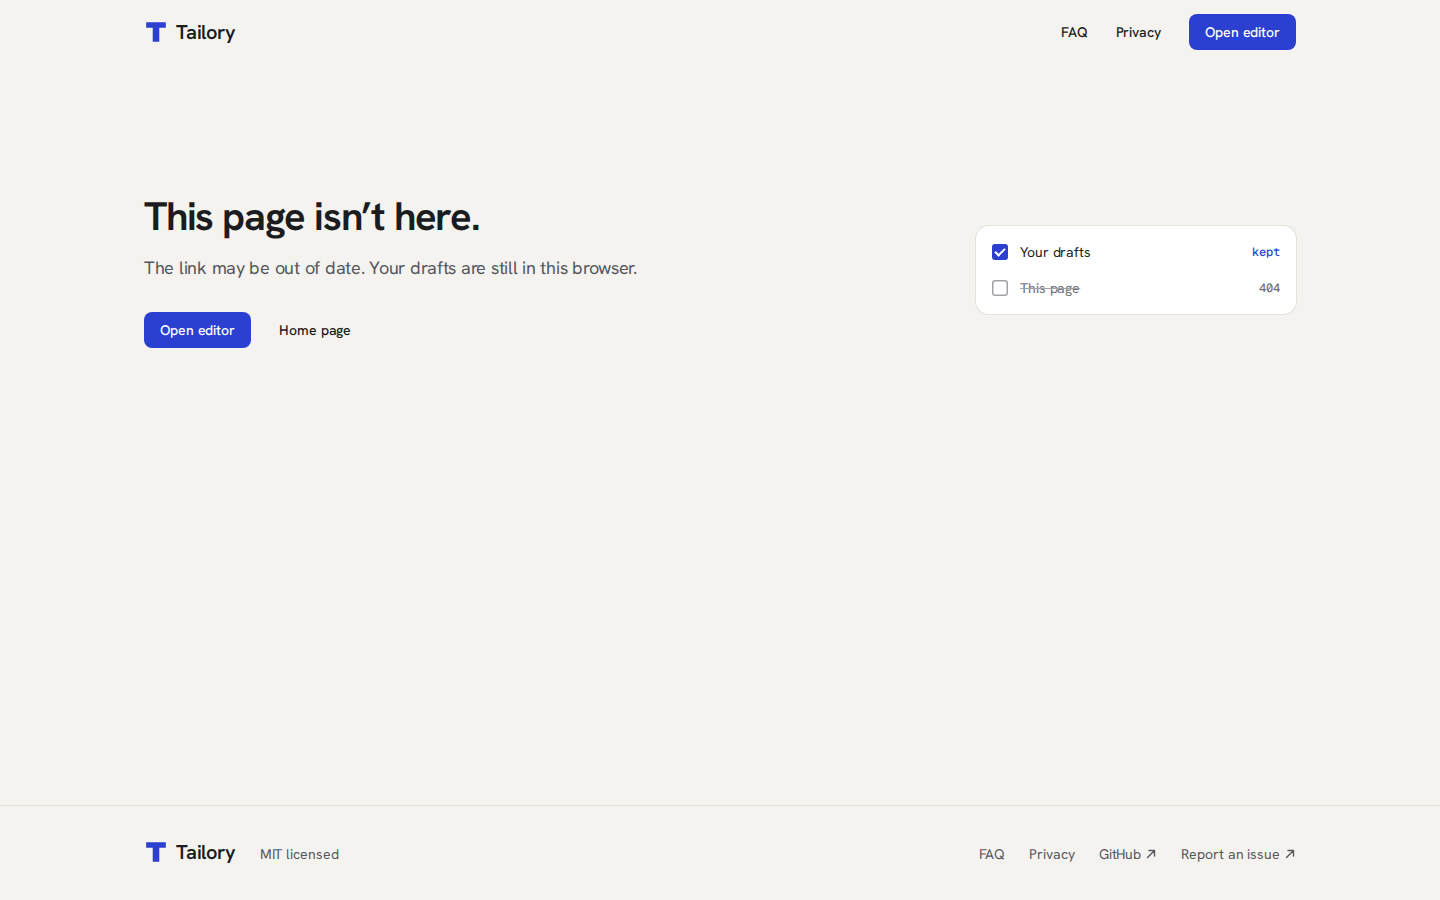 Tailory
FAQ Privacy Open editor
This page isn’t here.
The link may be out of date. Your drafts are still in this browser.
Open editor Home page
Your drafts kept
This page 404
Tailory MIT licensed
FAQ Privacy GitHub Report an issue